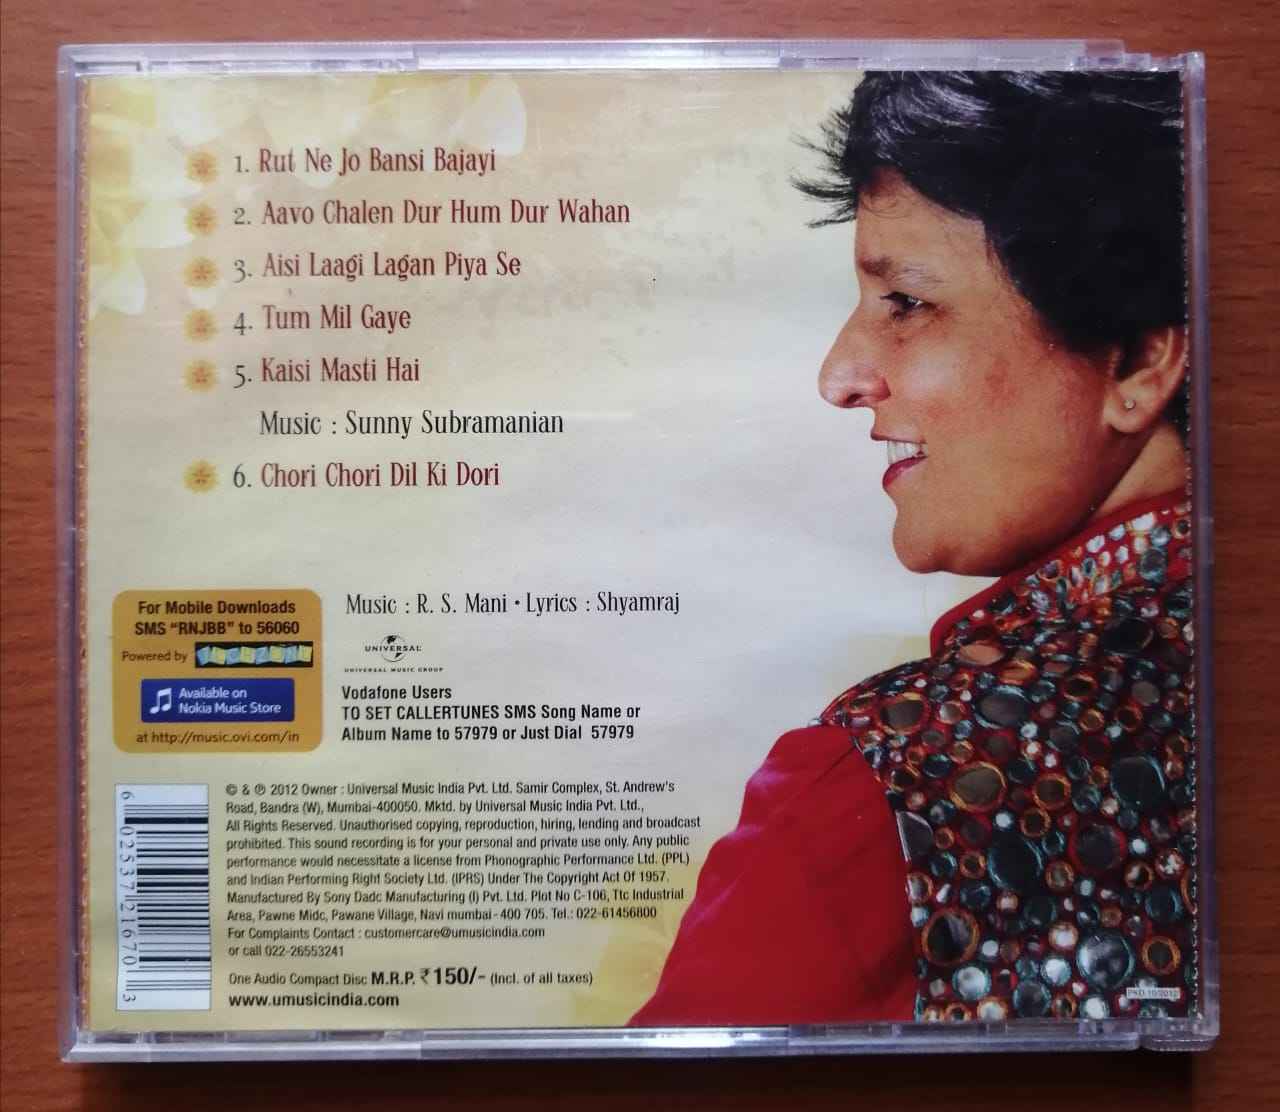 1. Rut Ne Jo Bansi Bajayi
2. Aavo Chalen Dur Hum Dur Wahan
3. Aisi Laagi Lagan Piya Se
4. Tum Mil Gaye
5. Kaisi Masti Hai
Music : Sunny Subramanian
6. Chori Chori Dil Ki Dori
Music : R. S. Mani • Lyrics : Shyamraj
For Mobile Downloads
SMS “RNJBB” to 56060
Powered by
Available on
Nokia Music Store
at http://music.ovi.com/in
UNIVERSAL
UNIVERSAL MUSIC GROUP
Vodafone Users
TO SET CALLERTUNES SMS Song Name or
Album Name to 57979 or Just Dial 57979
© & ℗ 2012 Owner : Universal Music India Pvt. Ltd. Samir Complex, St. Andrew's
Road, Bandra (W), Mumbai-400050. Mktd. by Universal Music India Pvt. Ltd.,
All Rights Reserved. Unauthorised copying, reproduction, hiring, lending and broadcast
prohibited. This sound recording is for your personal and private use only. Any public
performance would necessitate a license from Phonographic Performance Ltd. (PPL)
and Indian Performing Right Society Ltd. (IPRS) Under The Copyright Act Of 1957.
Manufactured By Sony Dadc Manufacturing (I) Pvt. Ltd. Plot No C-106, Ttc Industrial
Area, Pawne Midc, Pawane Village, Navi mumbai - 400 705. Tel.: 022-61456800
For Complaints Contact : customercare@umusicindia.com
or call 022-26553241
One Audio Compact Disc M.R.P. ₹150/- (Incl. of all taxes)
www.umusicindia.com
6 02537 21670 3
PKD 10/2012